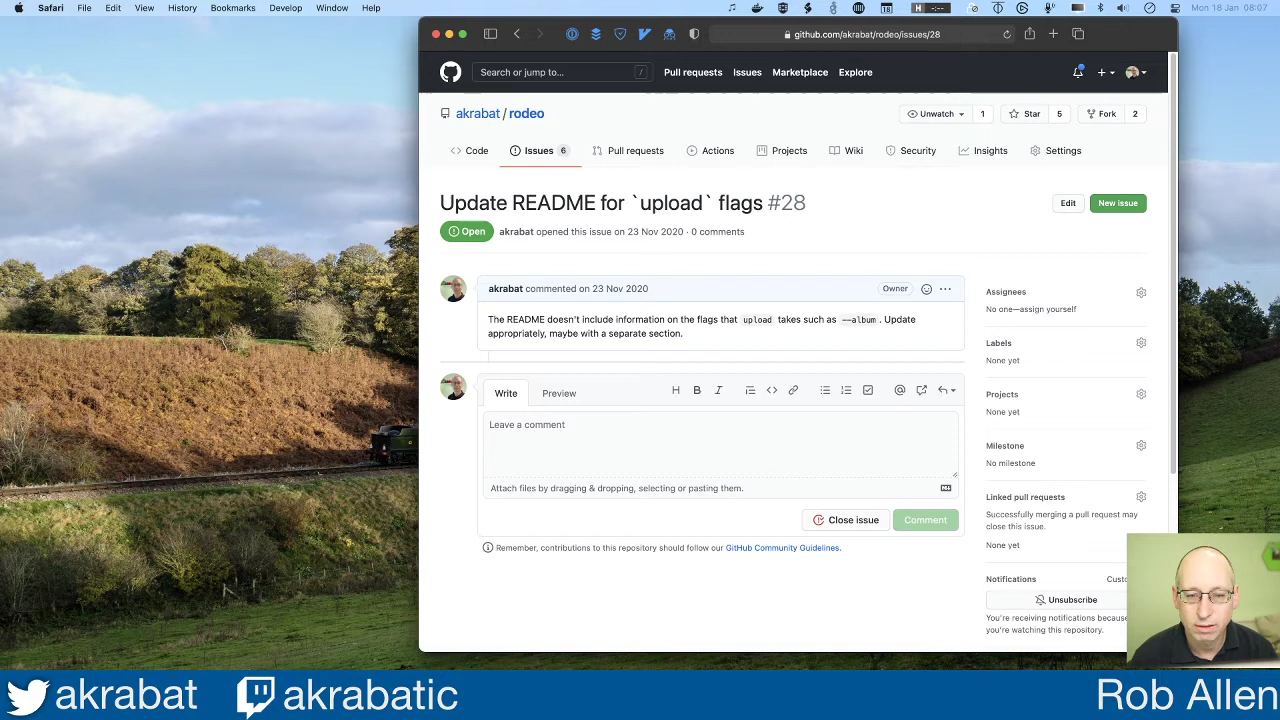 Safari File Edit View History Bookmarks Develop Window Help Mon 18 Jan 08:07
github.com/akrabat/rodeo/issues/28
Search or jump to... / Pull requests Issues Marketplace Explore
akrabat / rodeo Unwatch 1 Star 5 Fork 2
Code Issues 6 Pull requests Actions Projects Wiki Security Insights Settings
Update README for `upload` flags #28 Edit New issue
Open akrabat opened this issue on 23 Nov 2020 · 0 comments
akrabat commented on 23 Nov 2020 Owner
The README doesn't include information on the flags that upload takes such as --album . Update
appropriately, maybe with a separate section.
Write Preview
Leave a comment
Attach files by dragging & dropping, selecting or pasting them.
Close issue Comment
Remember, contributions to this repository should follow our GitHub Community Guidelines.
Assignees
No one—assign yourself
Labels
None yet
Projects
None yet
Milestone
No milestone
Linked pull requests
Successfully merging a pull request may
close this issue.
None yet
Notifications Custo
Unsubscribe
You're receiving notifications because
you're watching this repository.
akrabat akrabatic Rob Allen